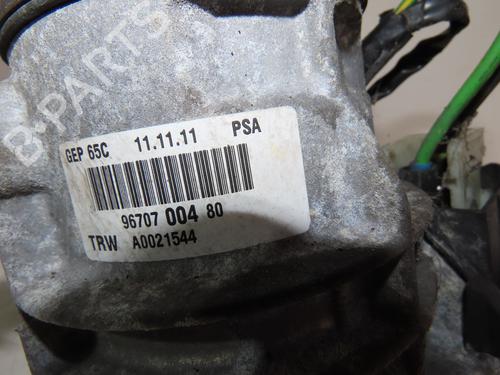 B-PARTS
GEP 65C 11.11.11 PSA
96707 004 80
TRW A0021544